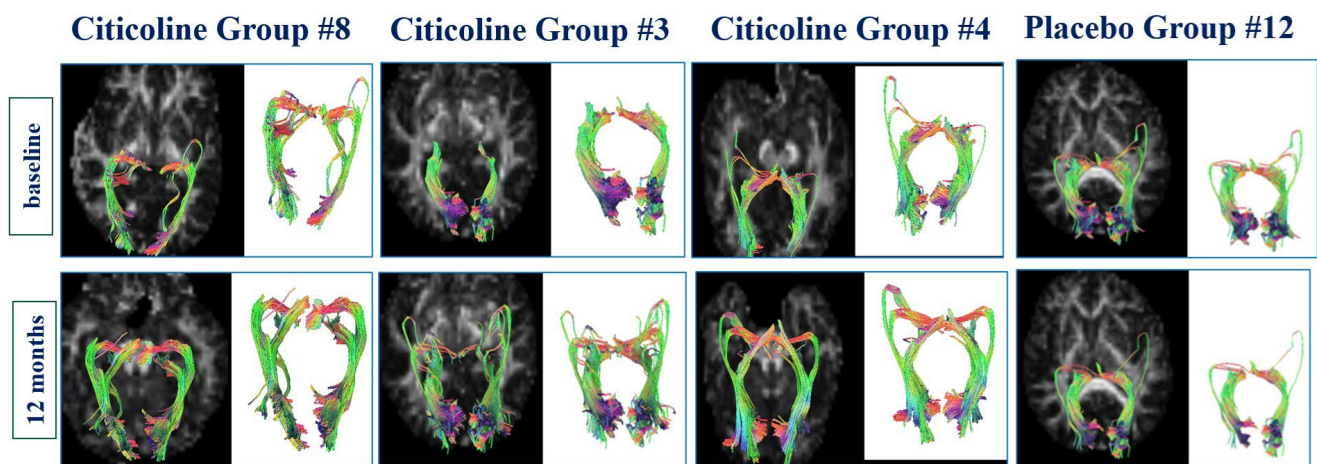 Citicoline Group #8
Citicoline Group #3
Citicoline Group #4
Placebo Group #12
baseline
12 months